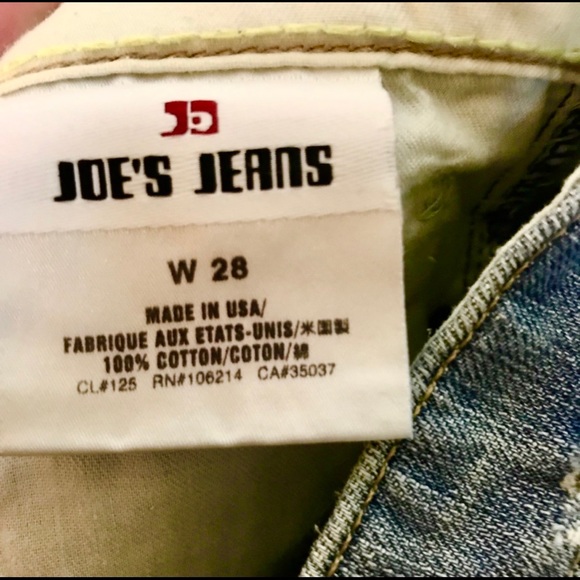 JOE'S JEANS
W 28
MADE IN USA/
FABRIQUE AUX ETATS-UNIS/米国製
100% COTTON/COTON/綿
CL#125 RN#106214 CA#35037